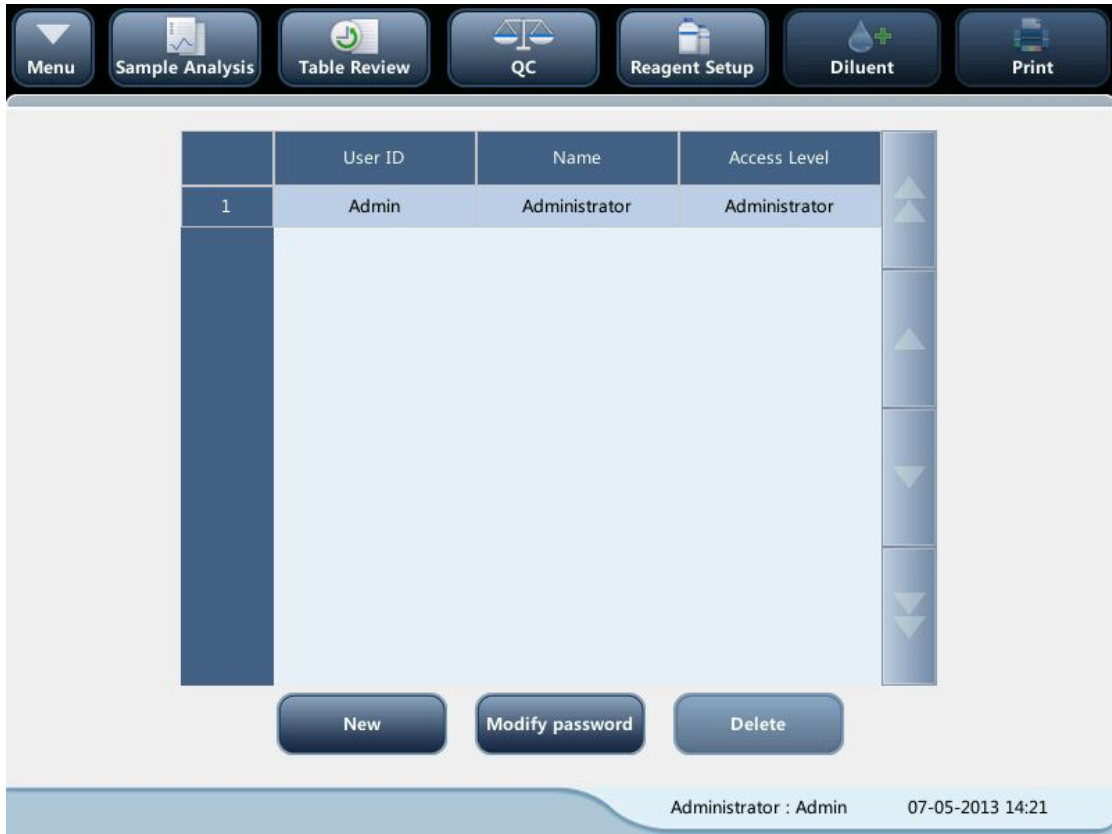 Menu Sample Analysis Table Review QC Reagent Setup Diluent Print
User ID Name Access Level
1 Admin Administrator Administrator
New Modify password Delete
Administrator : Admin 07-05-2013 14:21